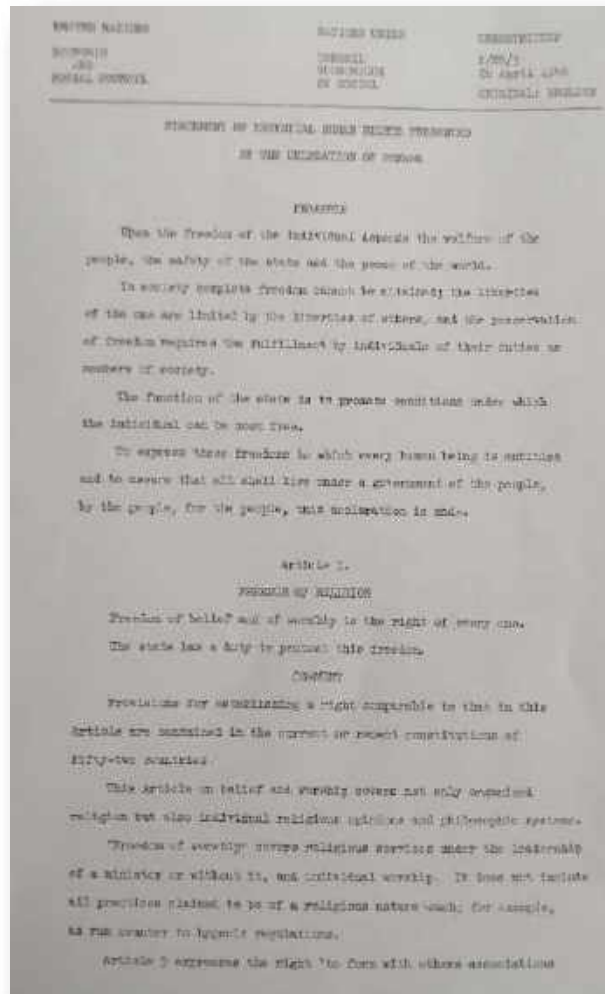 UNITED NATIONS
NATIONS UNIES
UNRESTRICTED
ECONOMIC
AND
SOCIAL COUNCIL
CONSEIL
ECONOMIQUE
ET SOCIAL
26 April 1946
ORIGINAL: ENGLISH
STATEMENT OF ESSENTIAL HUMAN RIGHTS PRESENTED
BY THE DELEGATION OF PANAMA
PREAMBLE
Upon the freedom of the individual depends the welfare of the
people, the safety of the state and the peace of the world.
In society complete freedom cannot be attained; the liberties
of the one are limited by the liberties of others, and the preservation
of freedom requires the fulfillment by individuals of their duties as
members of society.
The function of the state is to promote conditions under which
the individual can be most free.
To express those freedoms to which every human being is entitled
and to assure that all shall live under a government of the people,
by the people, for the people, this declaration is made.
Article 1.
FREEDOM OF RELIGION
Freedom of belief and of worship is the right of every one.
The state has a duty to protect this freedom.
COMMENT
Provisions for establishing a right comparable to that in this
Article are contained in the current or recent constitutions of
fifty-two countries.
This Article on belief and worship covers not only organized
religion but also individual religious opinions and philosophic systems.
"Freedom of worship" covers religious services under the leadership
of a minister or without it, and individual worship. It does not include
all practices claimed to be of a religious nature such, for example,
as run counter to hygenic regulations.
Article 5 expresses the right "to form with others associations